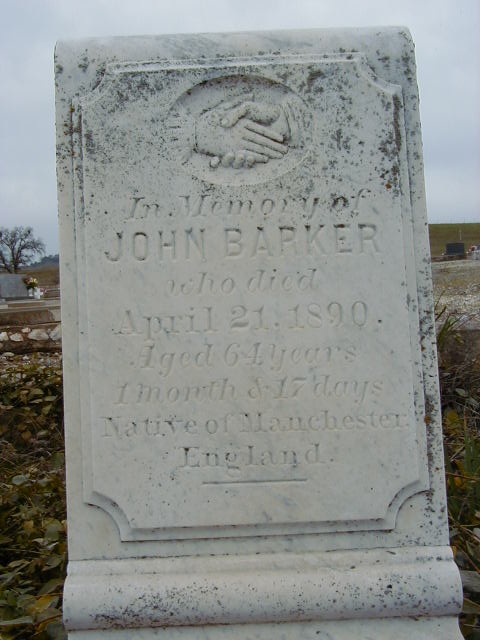 In Memory of
JOHN BARKER
who died
April 21, 1890.
Aged 64 years
1 month & 17 days
Native of Manchester
England.